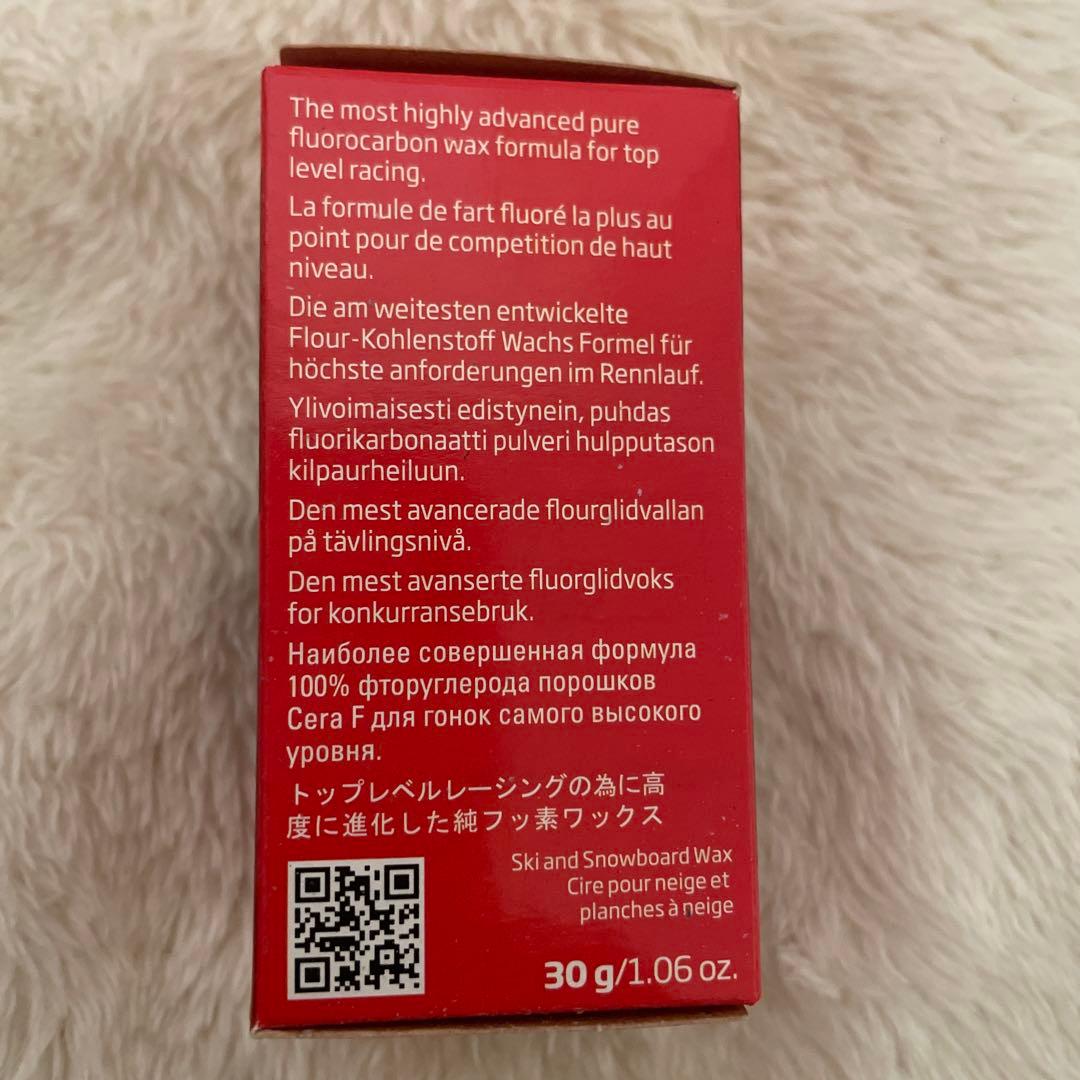 The most highly advanced pure
fluorocarbon wax formula for top
level racing.
La formule de fart fluoré la plus au
point pour de competition de haut
niveau.
Die am weitesten entwickelte
Flour-Kohlenstoff Wachs Formel für
höchste anforderungen im Rennlauf.
Ylivoimaisesti edistynein, puhdas
fluorikarbonaatti pulveri hulpputason
kilpaurheiluun.
Den mest avancerade flourglidvallan
på tävlingsnivå.
Den mest avanserte fluorglidvoks
for konkurransebruk.
Наиболее совершенная формула
100% фторуглерода порошков
Cera F для гонок самого высокого
уровня.
トップレベルレージングの為に高
度に進化した純フッ素ワックス
Ski and Snowboard Wax
Cire pour neige et
planches à neige
30 g/1.06 oz.